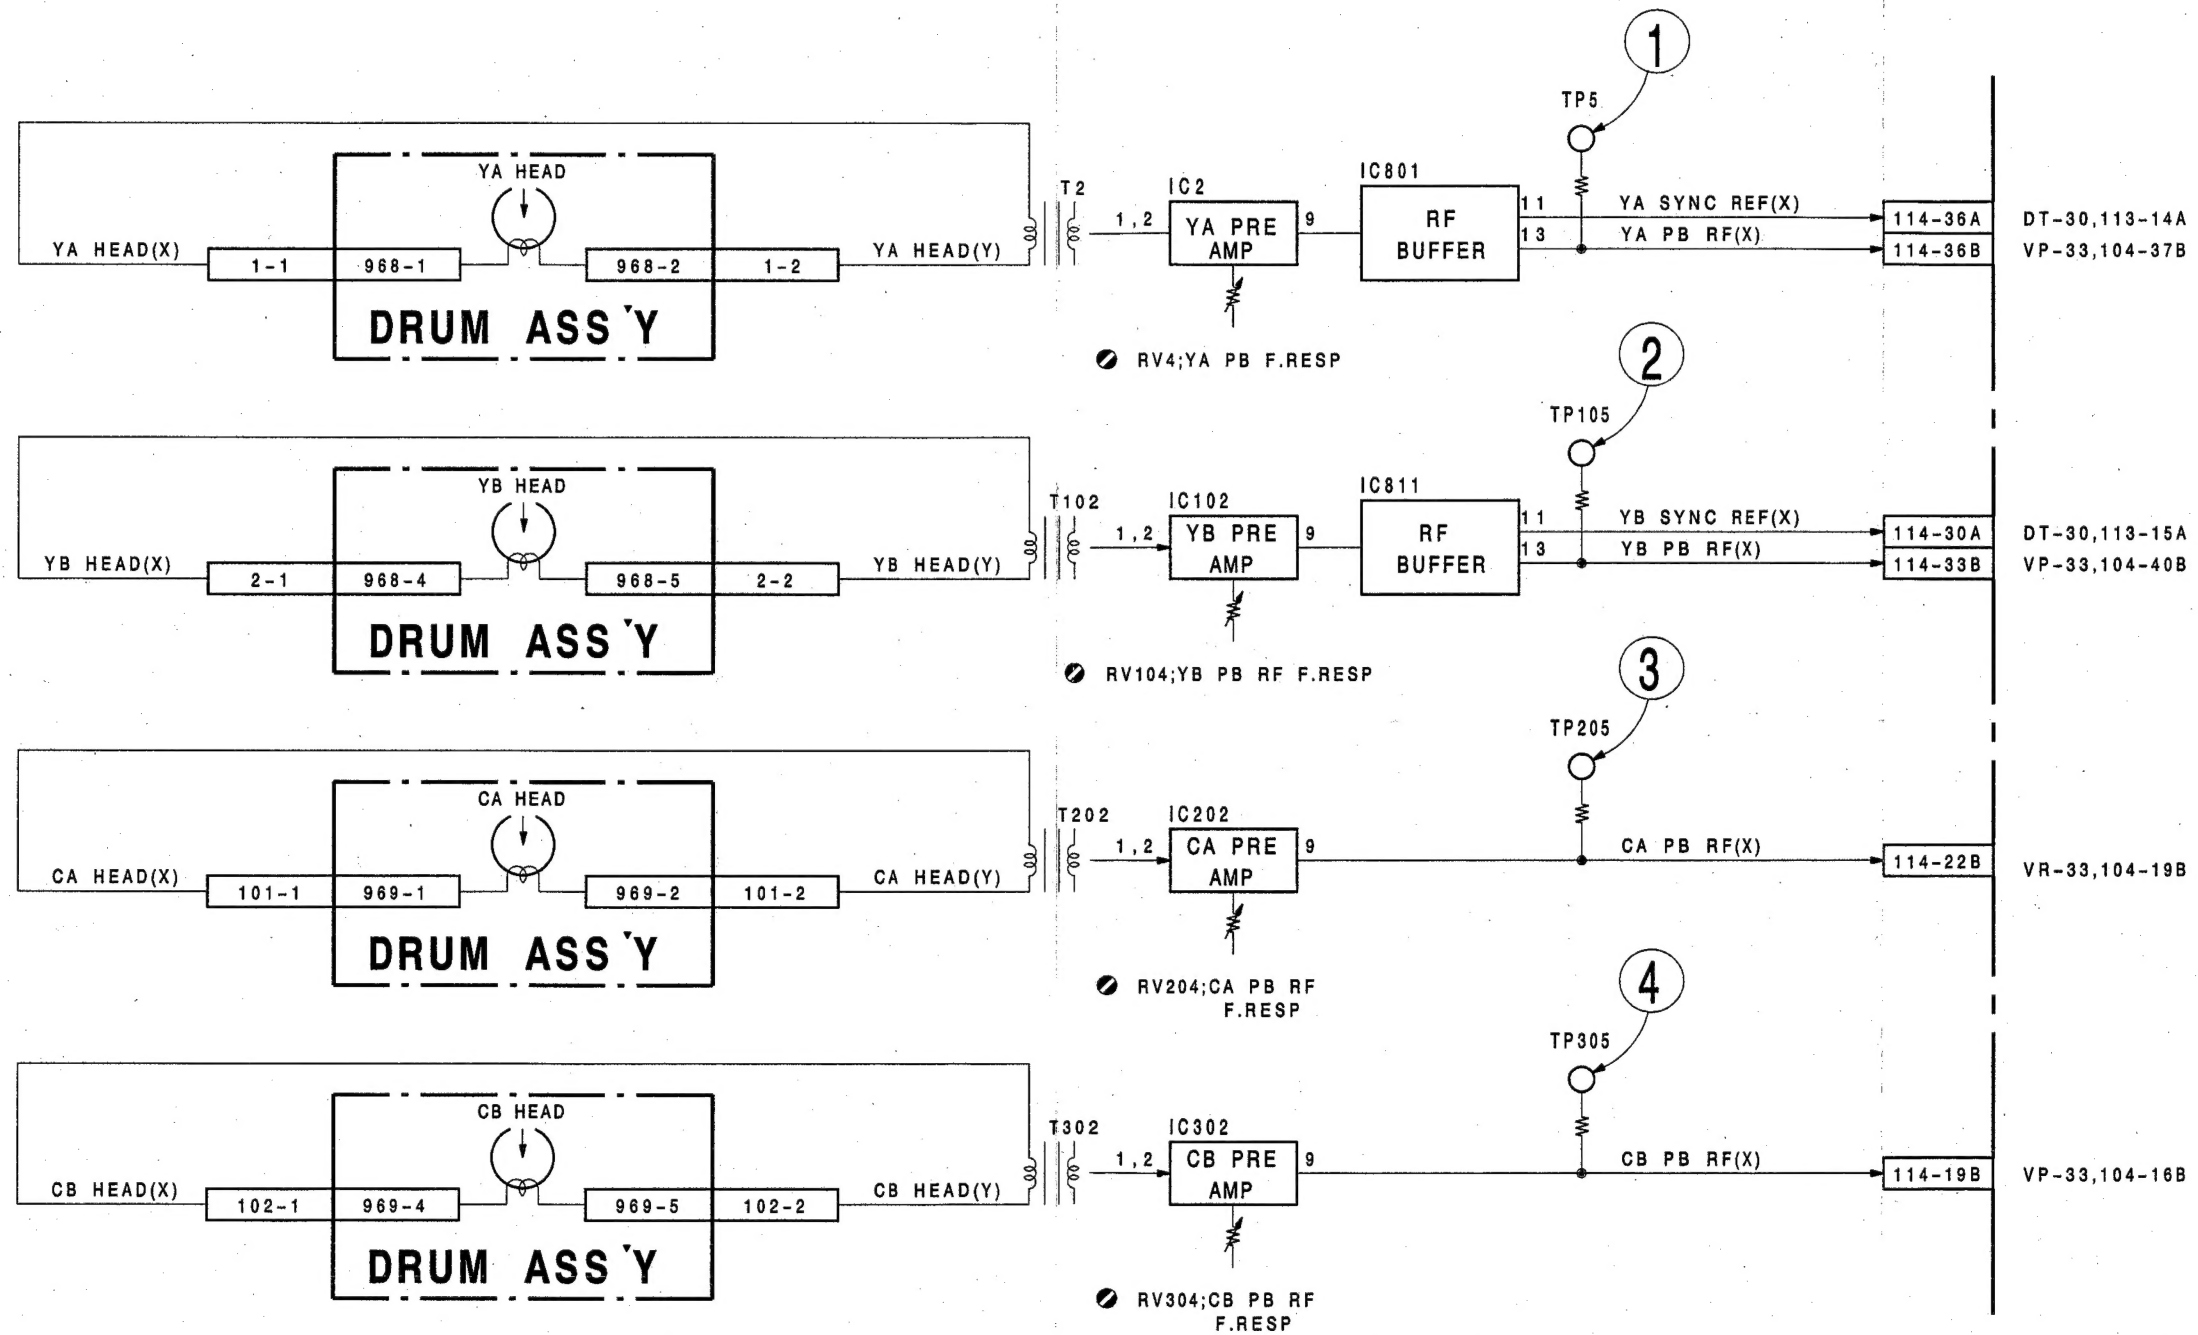 1
TP5
YA HEAD
T2
IC2
IC801
YA HEAD(X)
1-1
968-1
968-2
1-2
YA HEAD(Y)
1,2
YA PRE
AMP
9
RF
BUFFER
11
YA SYNC REF(X)
114-36A
DT-30,113-14A
13
YA PB RF(X)
114-36B
VP-33,104-37B
DRUM ASS'Y
RV4;YA PB F.RESP
2
TP105
YB HEAD
T102
IC102
IC811
YB HEAD(X)
2-1
968-4
968-5
2-2
YB HEAD(Y)
1,2
YB PRE
AMP
9
RF
BUFFER
11
YB SYNC REF(X)
114-30A
DT-30,113-15A
13
YB PB RF(X)
114-33B
VP-33,104-40B
DRUM ASS'Y
RV104;YB PB RF F.RESP
3
TP205
CA HEAD
T202
IC202
CA HEAD(X)
101-1
969-1
969-2
101-2
CA HEAD(Y)
1,2
CA PRE
AMP
9
CA PB RF(X)
114-22B
VR-33,104-19B
DRUM ASS'Y
RV204;CA PB RF
F.RESP
4
TP305
CB HEAD
T302
IC302
CB HEAD(X)
102-1
969-4
969-5
102-2
CB HEAD(Y)
1,2
CB PRE
AMP
9
CB PB RF(X)
114-19B
VP-33,104-16B
DRUM ASS'Y
RV304;CB PB RF
F.RESP